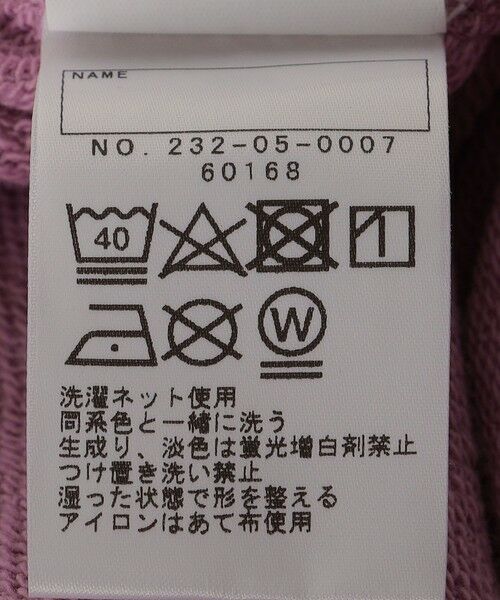 NAME
NO. 232-05-0007
60168
40
W
洗濯ネット使用
同系色と一緒に洗う
生成り、淡色は蛍光増白剤禁止
つけ置き洗い禁止
湿った状態で形を整える
アイロンはあて布使用